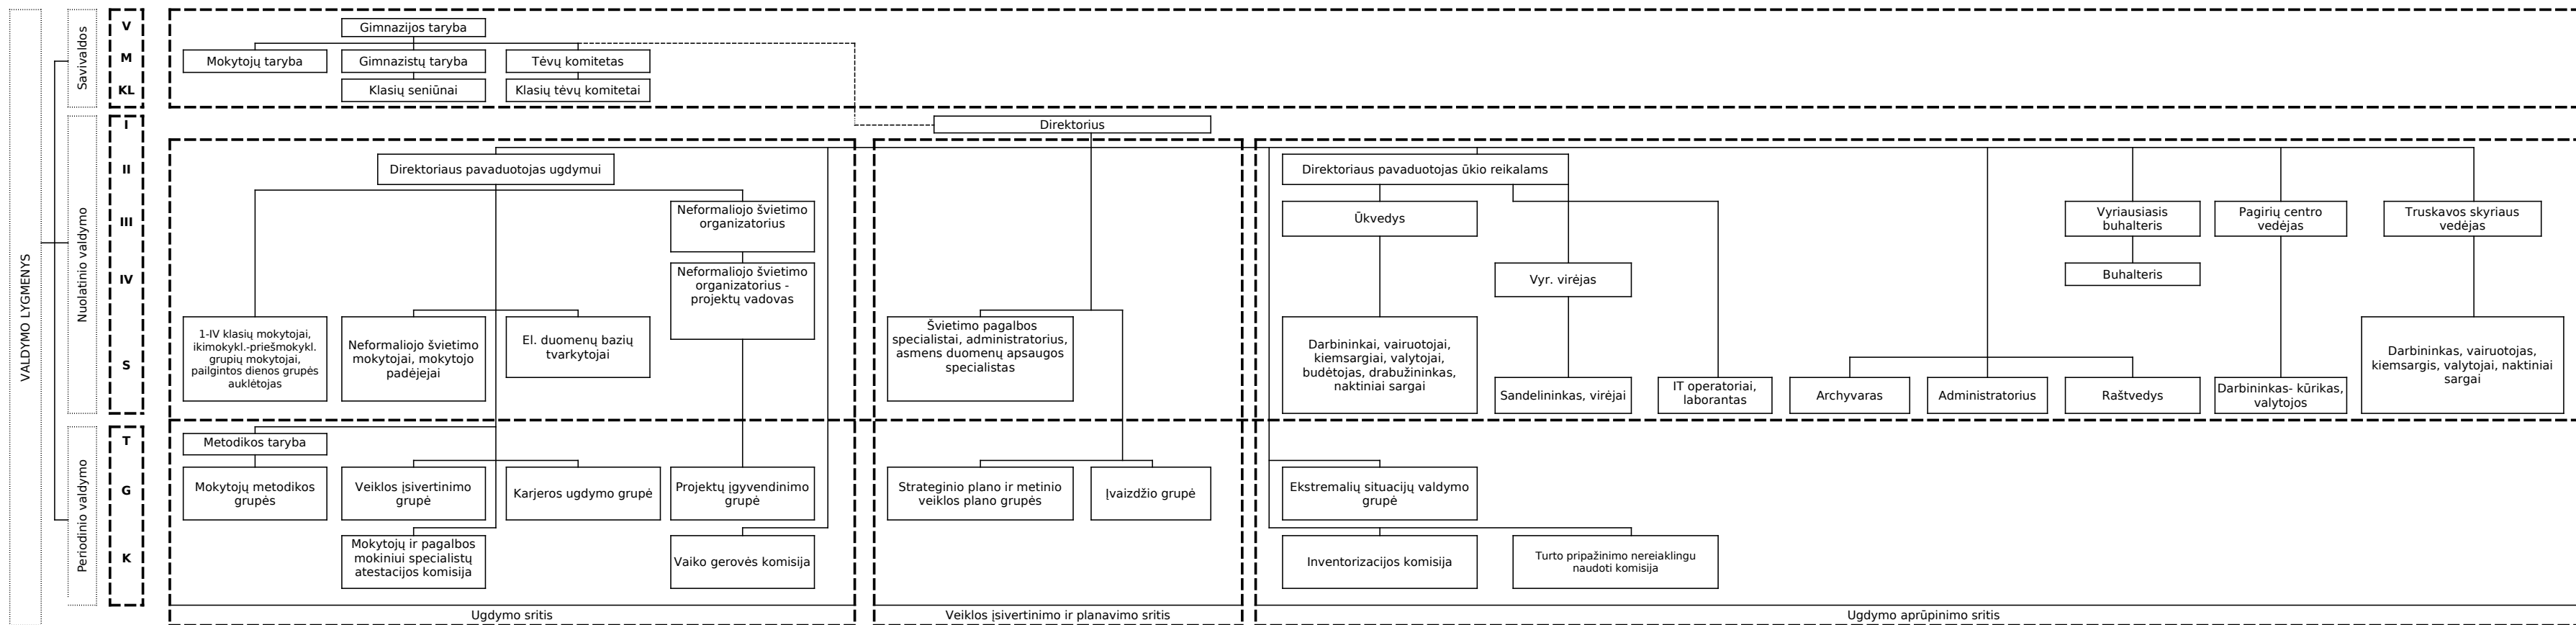 VALDYMO LYGMENYS
Savivaldos
V
M
KL
Gimnazijos taryba
Mokytojų taryba
Gimnazistų taryba
Tėvų komitetas
Klasių seniūnai
Klasių tėvų komitetai
Nuolatinio valdymo
I
II
III
IV
S
Direktorius
Direktoriaus pavaduotojas ugdymui
Direktoriaus pavaduotojas ūkio reikalams
Neformaliojo švietimo
organizatorius
Ūkvedys
Vyriausiasis
buhalteris
Pagirių centro
vedėjas
Truskavos skyriaus
vedėjas
Neformaliojo švietimo
organizatorius -
projektų vadovas
Vyr. virėjas
Buhalteris
1-IV klasių mokytojai,
ikimokykl.-priešmokykl.
grupių mokytojai,
pailgintos dienos grupės
auklėtojas
Neformaliojo švietimo
mokytojai, mokytojo
padėjejai
El. duomenų bazių
tvarkytojai
Švietimo pagalbos
specialistai, administratorius,
asmens duomenų apsaugos
specialistas
Darbininkai, vairuotojai,
kiemsargiai, valytojai,
budėtojas, drabužininkas,
naktiniai sargai
Sandelininkas, virėjai
IT operatoriai,
laborantas
Archyvaras
Administratorius
Raštvedys
Darbininkas- kūrikas,
valytojos
Darbininkas, vairuotojas,
kiemsargis, valytojai, naktiniai
sargai
Periodinio valdymo
T
G
K
Metodikos taryba
Mokytojų metodikos
grupės
Veiklos įsivertinimo
grupė
Karjeros ugdymo grupė
Projektų įgyvendinimo
grupė
Strateginio plano ir metinio
veiklos plano grupės
Įvaizdžio grupė
Ekstremalių situacijų valdymo
grupė
Mokytojų ir pagalbos
mokiniui specialistų
atestacijos komisija
Vaiko gerovės komisija
Inventorizacijos komisija
Turto pripažinimo nereiaklingu
naudoti komisija
Ugdymo sritis
Veiklos įsivertinimo ir planavimo sritis
Ugdymo aprūpinimo sritis